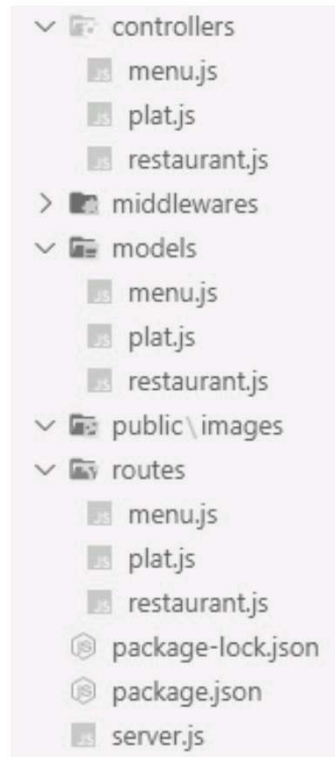 controllers
menu.js
plat.js
restaurant.js
middlewares
models
menu.js
plat.js
restaurant.js
public\images
routes
menu.js
plat.js
restaurant.js
package-lock.json
package.json
server.js